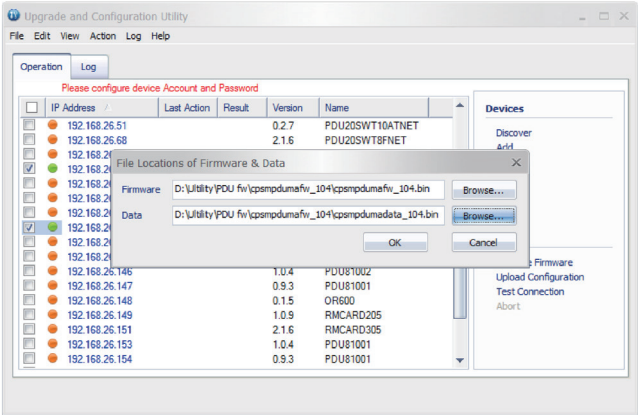 Upgrade and Configuration Utility
File Edit View Action Log Help
Operation Log
Please configure device Account and Password
IP Address Last Action Result Version Name
192.168.26.51 0.2.7 PDU20SWT10ATNET
192.168.26.68 2.1.6 PDU20SWT8FNET
Devices
Discover
Add
File Locations of Firmware & Data
Firmware D:\Ultility\PDU fw\cpsmpdumafw_104\cpsmpdumafw_104.bin Browse...
Data D:\Ultility\PDU fw\cpsmpdumafw_104\cpsmpdumadata_104.bin Browse...
OK Cancel
192.168.26.146 1.0.4 PDU81002
192.168.26.147 0.9.3 PDU81001
192.168.26.148 0.1.5 OR600
192.168.26.149 1.0.9 RMCARD205
192.168.26.151 2.1.6 RMCARD305
192.168.26.153 1.0.4 PDU81001
192.168.26.154 0.9.3 PDU81001
Firmware
Upload Configuration
Test Connection
Abort